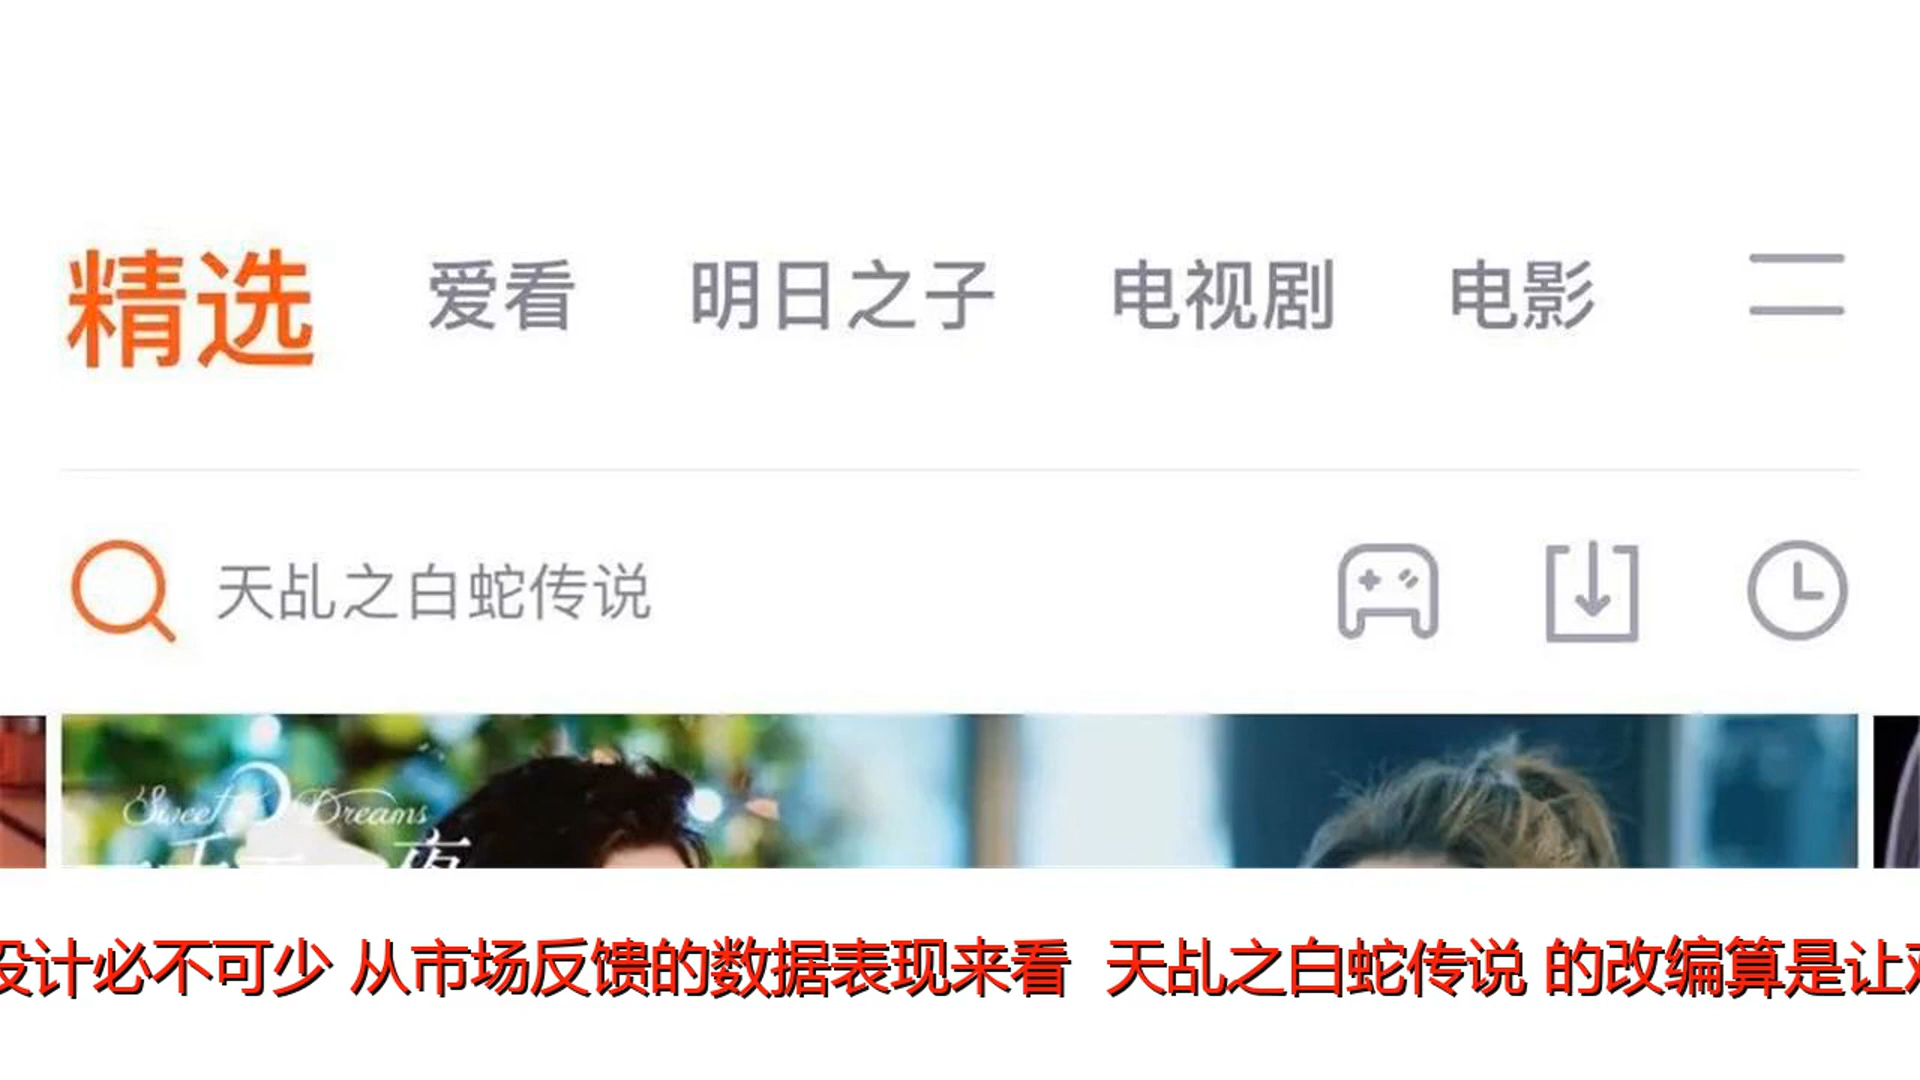 精选 爱看 明日之子 电视剧 电影
天乩之白蛇传说
Sweet Dreams
设计必不可少 从市场反馈的数据表现来看 天乩之白蛇传说 的改编算是让